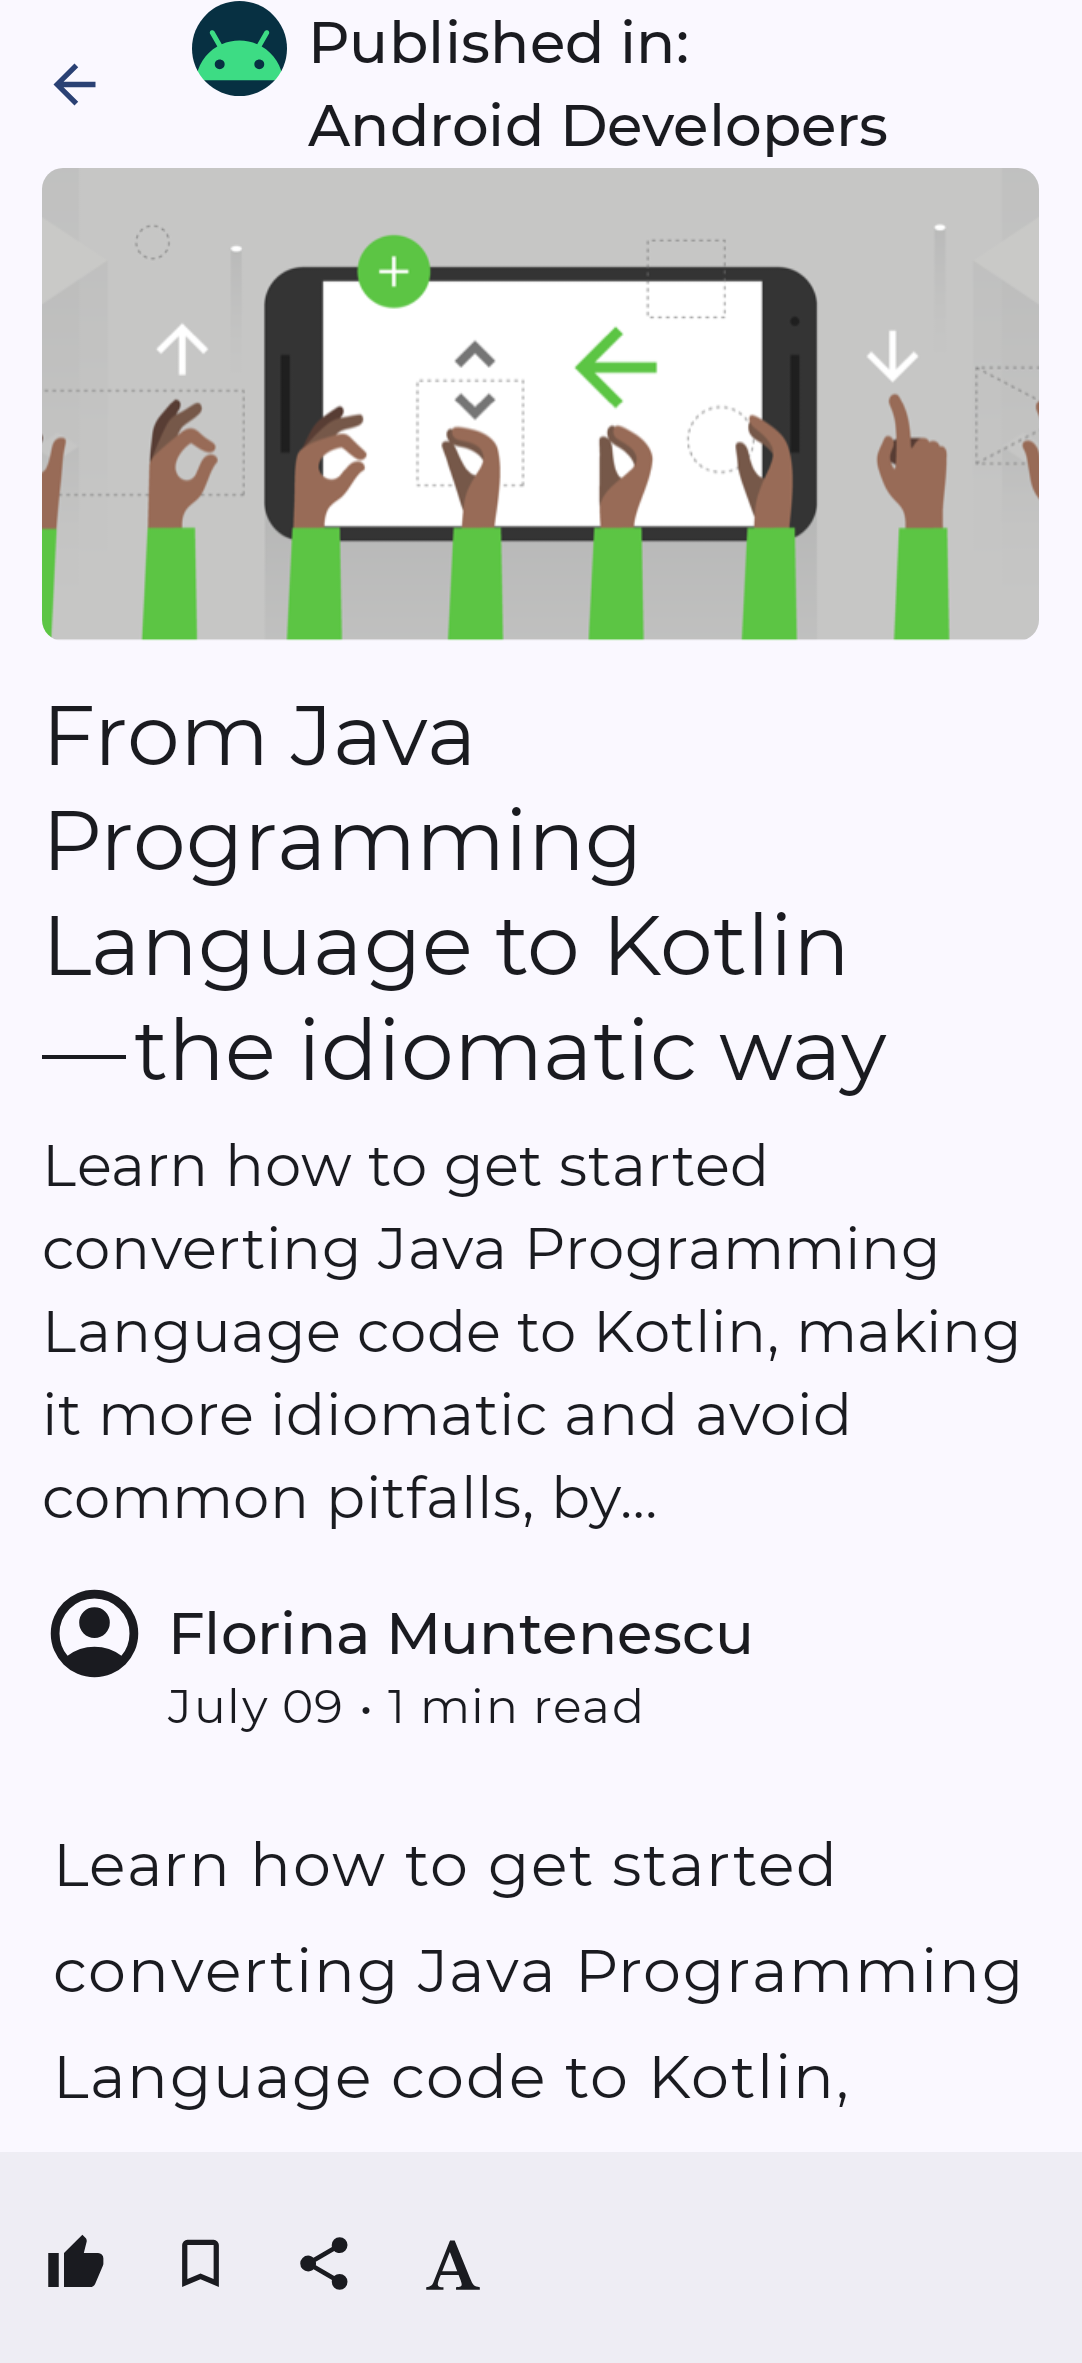 Published in:
Android Developers
From Java
Programming
Language to Kotlin
—the idiomatic way
Learn how to get started
converting Java Programming
Language code to Kotlin, making
it more idiomatic and avoid
common pitfalls, by…
Florina Muntenescu
July 09 • 1 min read
Learn how to get started
converting Java Programming
Language code to Kotlin,
A